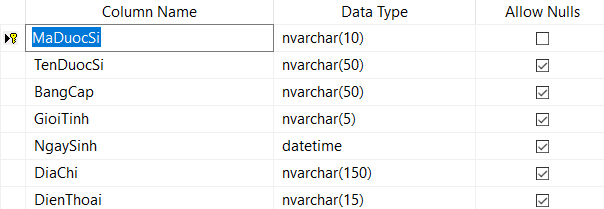 Column Name Data Type Allow Nulls
MaDuocSi nvarchar(10)
TenDuocSi nvarchar(50)
BangCap nvarchar(50)
GioiTinh nvarchar(5)
NgaySinh datetime
DiaChi nvarchar(150)
DienThoai nvarchar(15)